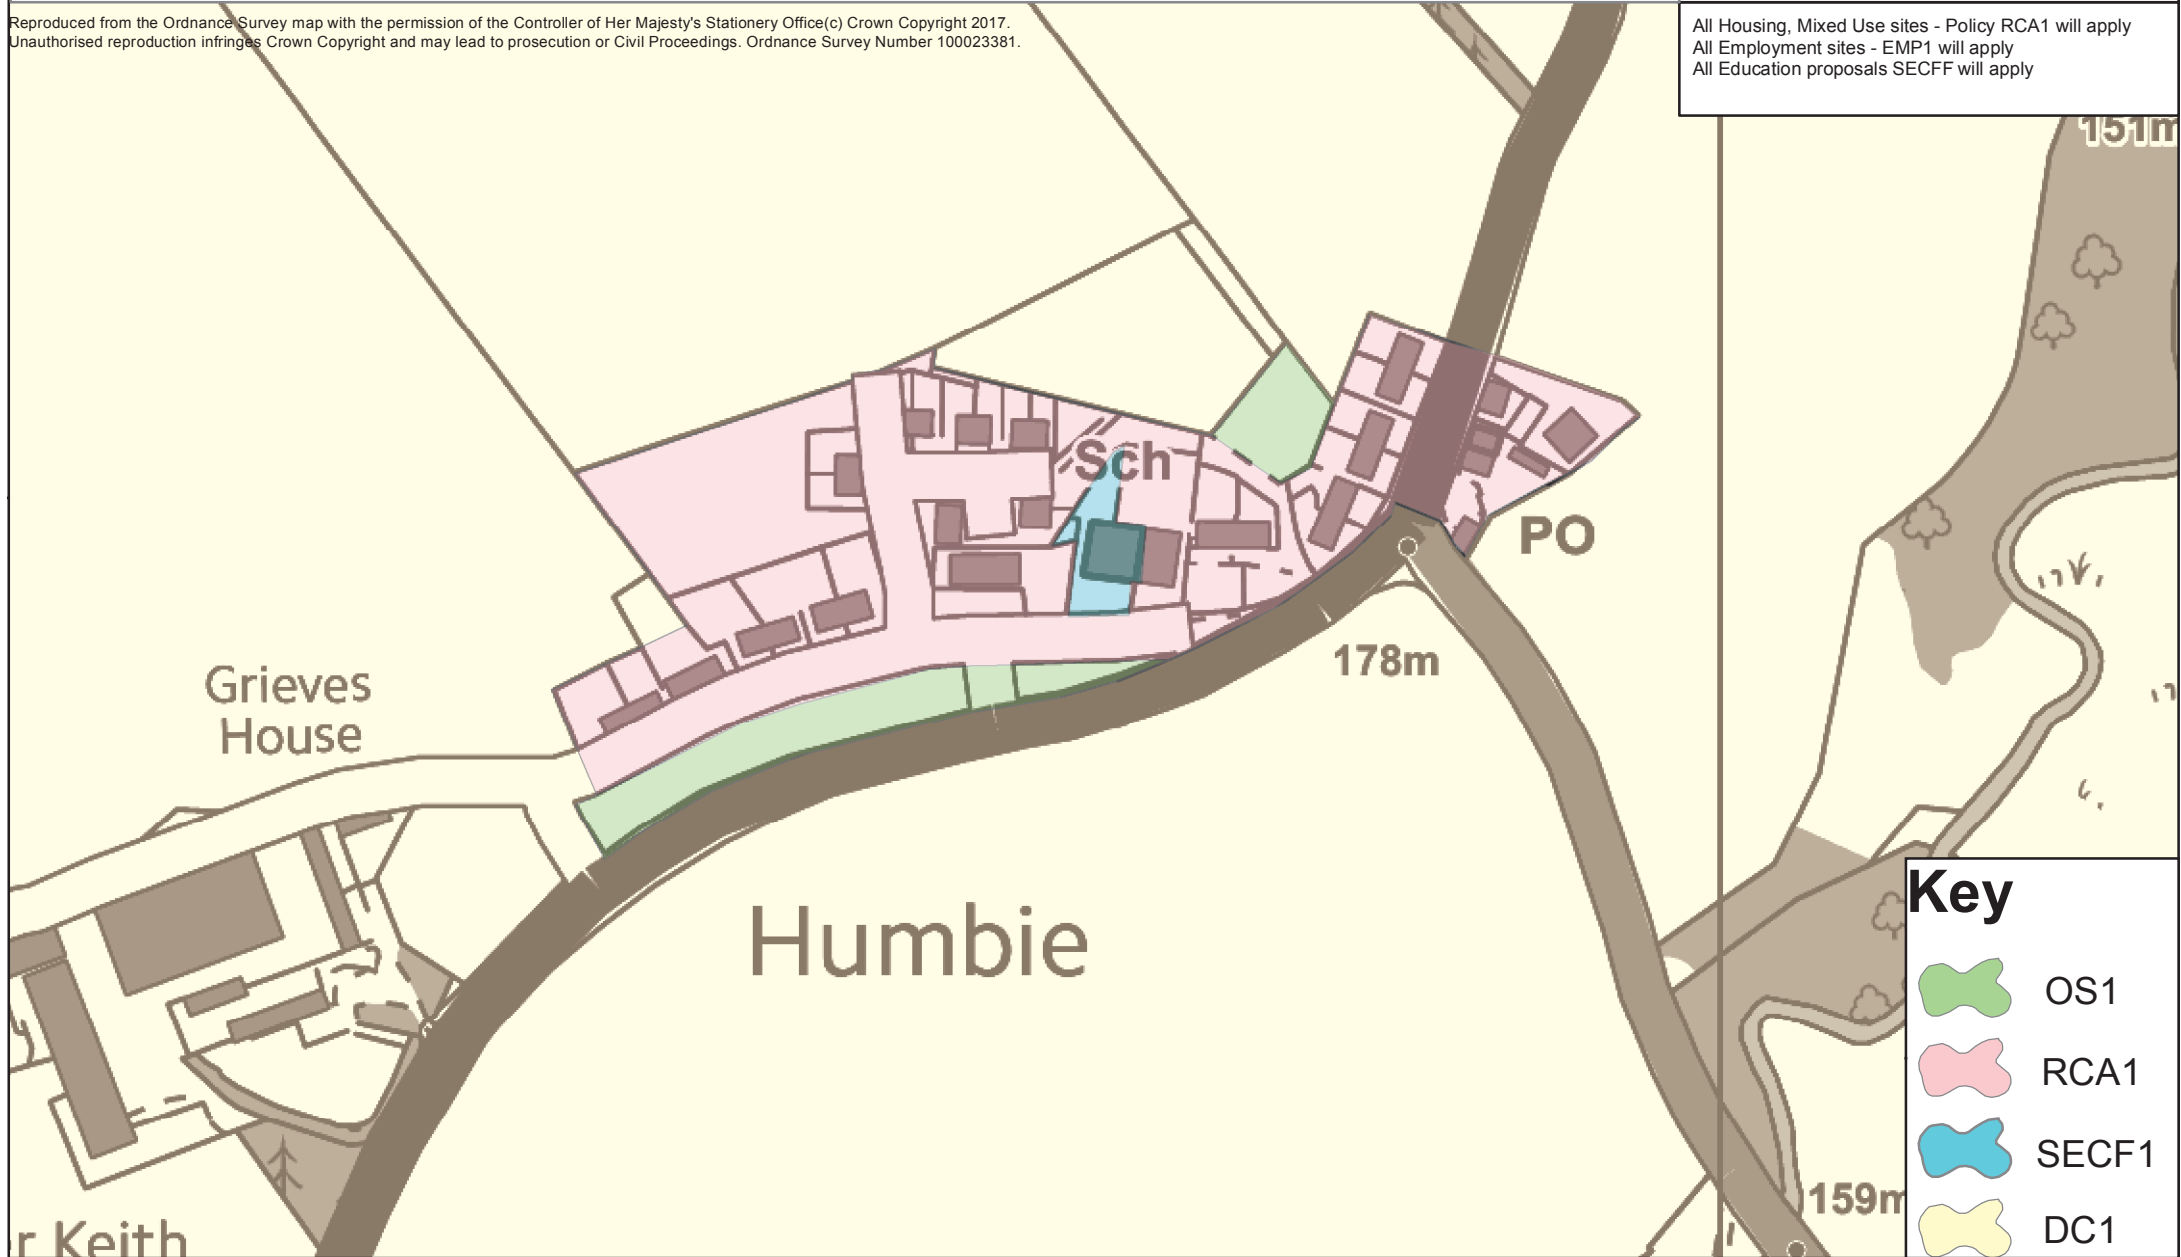 Reproduced from the Ordnance Survey map with the permission of the Controller of Her Majesty's Stationery Office(c) Crown Copyright 2017.
Unauthorised reproduction infringes Crown Copyright and may lead to prosecution or Civil Proceedings. Ordnance Survey Number 100023381.
All Housing, Mixed Use sites - Policy RCA1 will apply
All Employment sites - EMP1 will apply
All Education proposals SECFF will apply
151m
Sch
PO
178m
Grieves
House
Humbie
Key
OS1
RCA1
SECF1
159m
DC1
r Keith